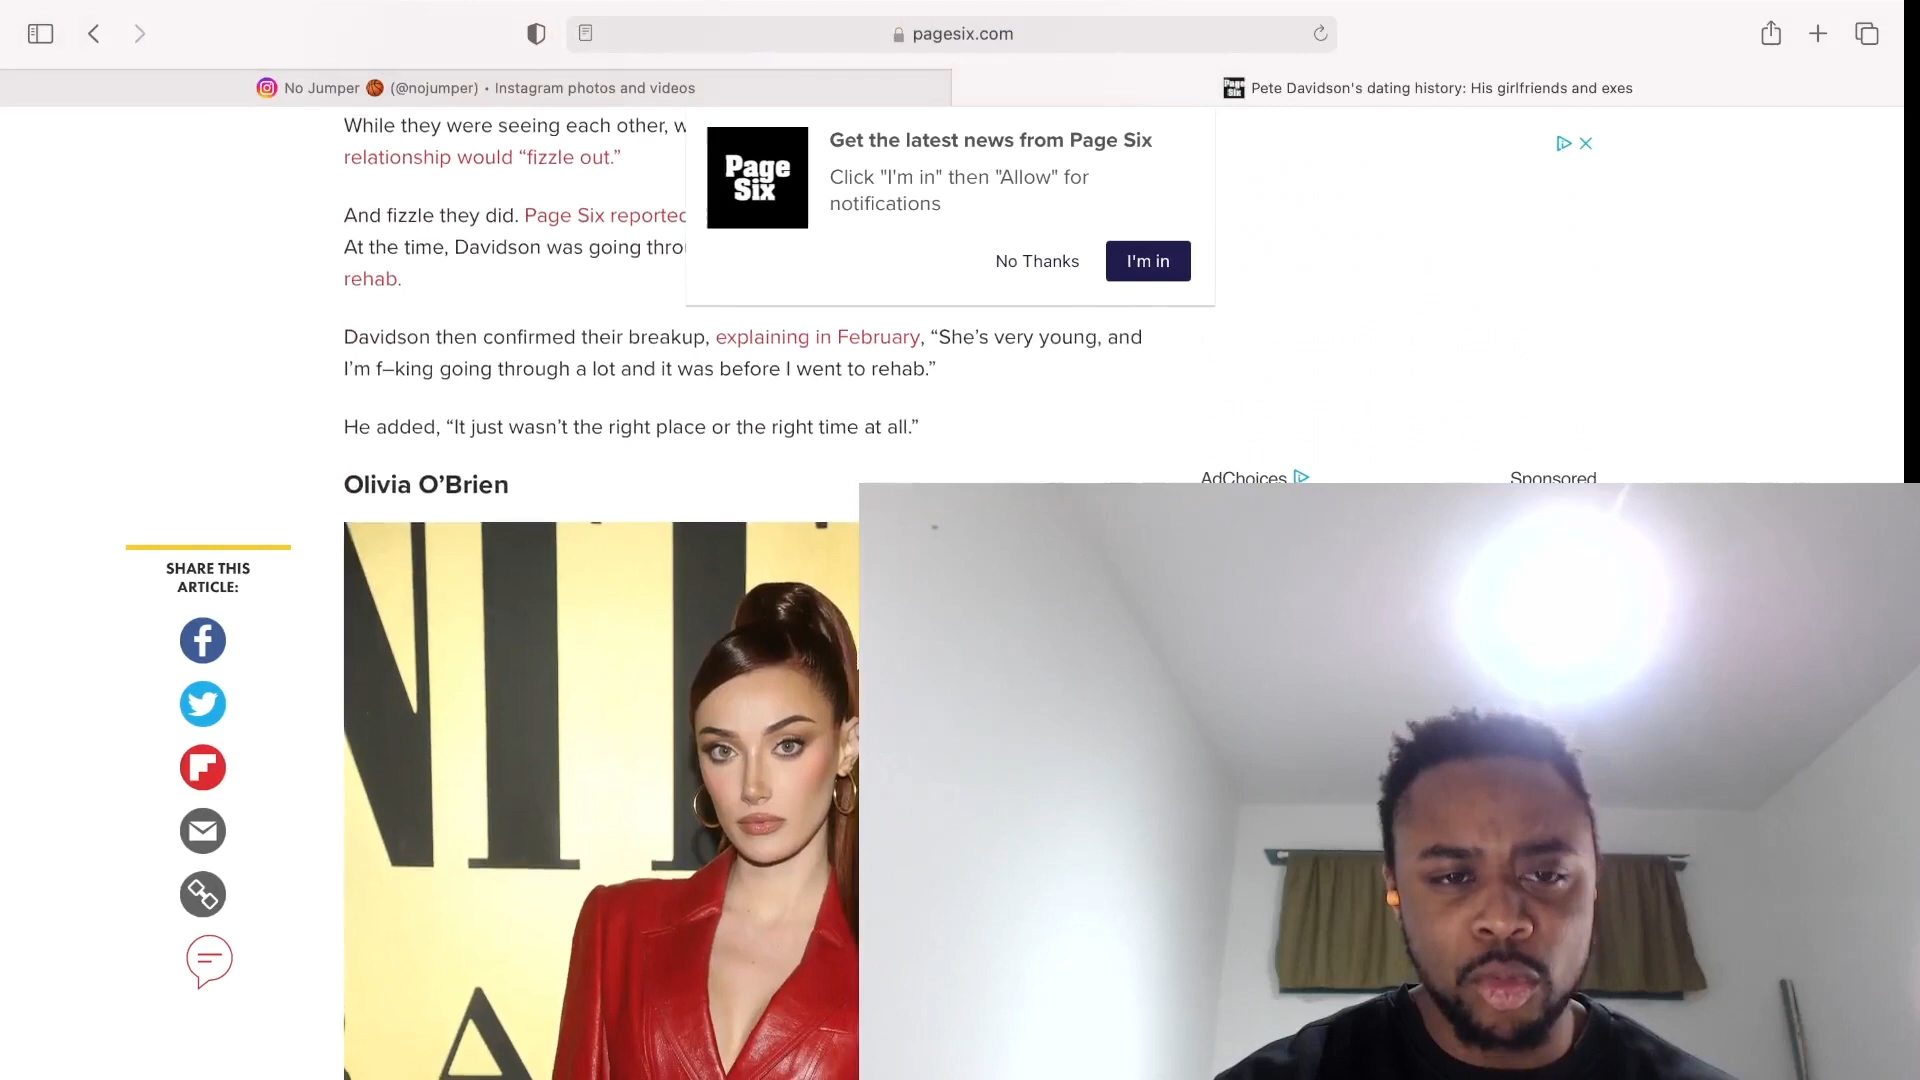 pagesix.com
No Jumper 🏀 (@nojumper) • Instagram photos and videos
Page Six
Pete Davidson's dating history: His girlfriends and exes
While they were seeing each other, w
relationship would “fizzle out.”
And fizzle they did. Page Six reported
At the time, Davidson was going throu
rehab.
Page
Six
Get the latest news from Page Six
Click "I'm in" then "Allow" for
notifications
No Thanks
I'm in
Davidson then confirmed their breakup, explaining in February, “She’s very young, and
I’m f–king going through a lot and it was before I went to rehab.”
He added, “It just wasn’t the right place or the right time at all.”
Olivia O’Brien
AdChoices
Sponsored
SHARE THIS
ARTICLE: